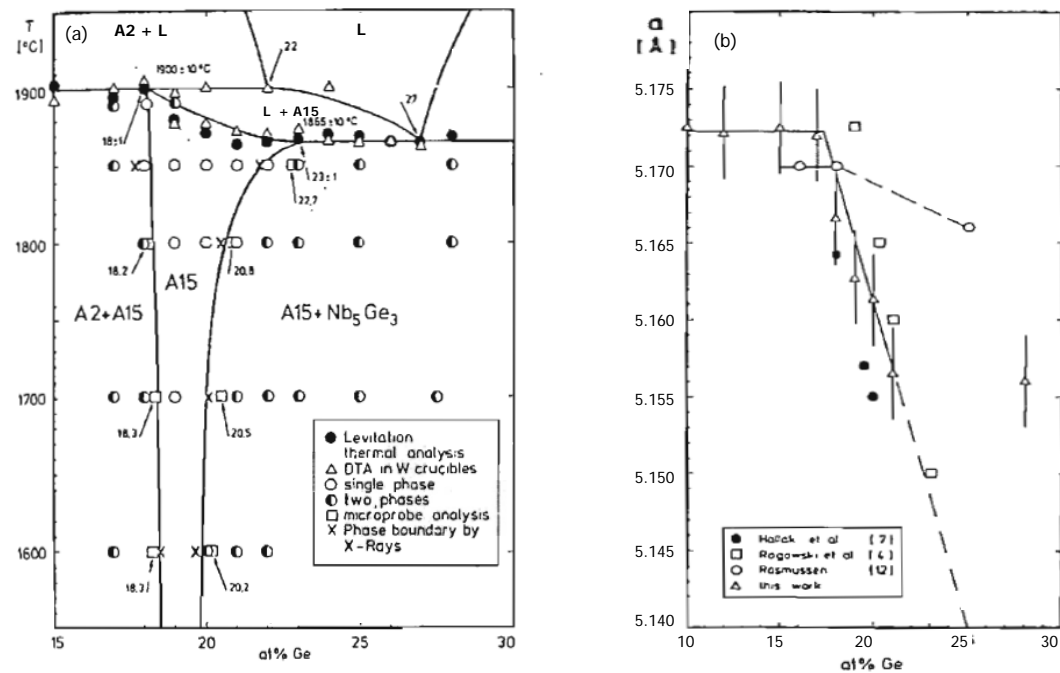 T
[°C]
(a)
A2 + L
L
22
1900±10°C
1900
L + A15
27
1865±10°C
18±1
23±1
22,7
1800
18,2
20,8
A15
A2+A15
A15+Nb5Ge3
1700
18,3
20,5
● Levitation
thermal analysis
△ DTA in W crucibles
○ single phase
◐ two phases
□ microprobe analysis
x Phase boundary by
X-Rays
1600
18,3
20,2
15
20
25
30
at% Ge
a
[Å]
(b)
5.175
5.170
5.165
5.160
5.155
5.150
5.145
5.140
● Hallak et al [7]
□ Rogowski et al [4]
○ Rasmussen [12]
△ this work
10
15
20
25
30
at% Ge